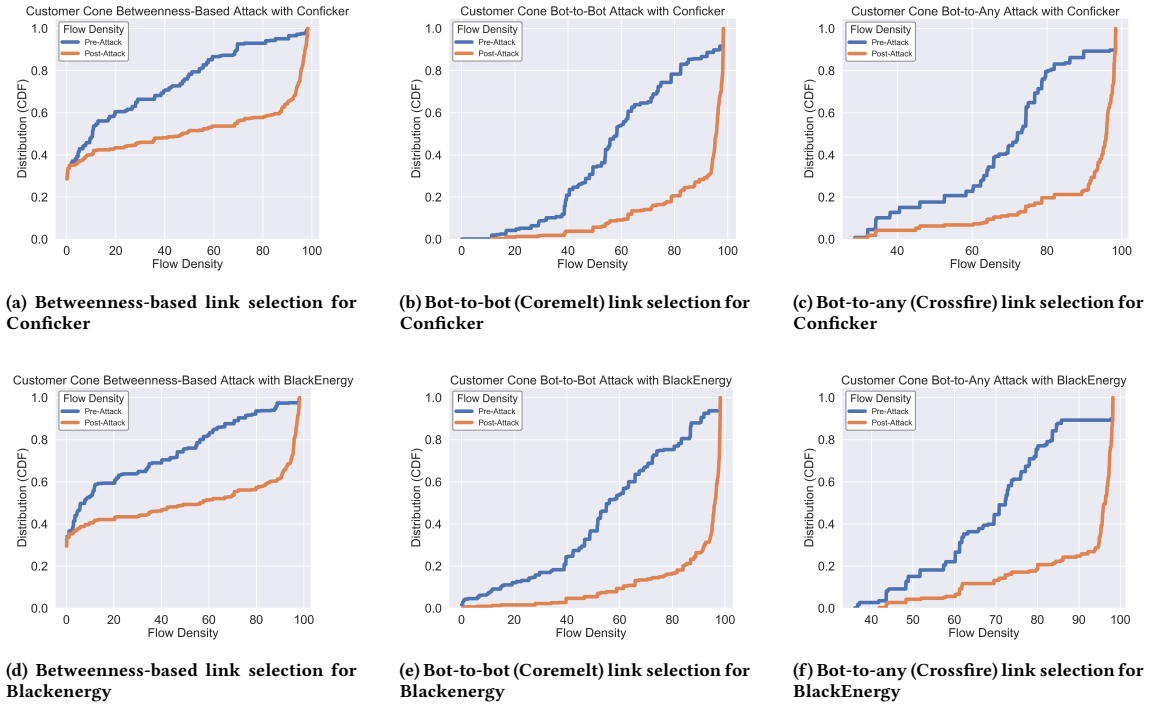 Customer Cone Betweenness-Based Attack with Conficker
Flow Density
Pre-Attack
Post-Attack
Distribution (CDF)
1.0
0.8
0.6
0.4
0.2
0.0
0 20 40 60 80 100
Flow Density
(a) Betweenness-based link selection for
Conficker
Customer Cone Bot-to-Bot Attack with Conficker
Flow Density
Pre-Attack
Post-Attack
Distribution (CDF)
1.0
0.8
0.6
0.4
0.2
0.0
0 20 40 60 80 100
Flow Density
(b) Bot-to-bot (Coremelt) link selection for
Conficker
Customer Cone Bot-to-Any Attack with Conficker
Flow Density
Pre-Attack
Post-Attack
Distribution (CDF)
1.0
0.8
0.6
0.4
0.2
0.0
40 60 80 100
Flow Density
(c) Bot-to-any (Crossfire) link selection for
Conficker
Customer Cone Betweenness-Based Attack with BlackEnergy
Flow Density
Pre-Attack
Post-Attack
Distribution (CDF)
1.0
0.8
0.6
0.4
0.2
0.0
0 20 40 60 80 100
Flow Density
(d) Betweenness-based link selection for
Blackenergy
Customer Cone Bot-to-Bot Attack with BlackEnergy
Flow Density
Pre-Attack
Post-Attack
Distribution (CDF)
1.0
0.8
0.6
0.4
0.2
0.0
0 20 40 60 80 100
Flow Density
(e) Bot-to-bot (Coremelt) link selection for
Blackenergy
Customer Cone Bot-to-Any Attack with BlackEnergy
Flow Density
Pre-Attack
Post-Attack
Distribution (CDF)
1.0
0.8
0.6
0.4
0.2
0.0
40 50 60 70 80 90 100
Flow Density
(f) Bot-to-any (Crossfire) link selection for
BlackEnergy